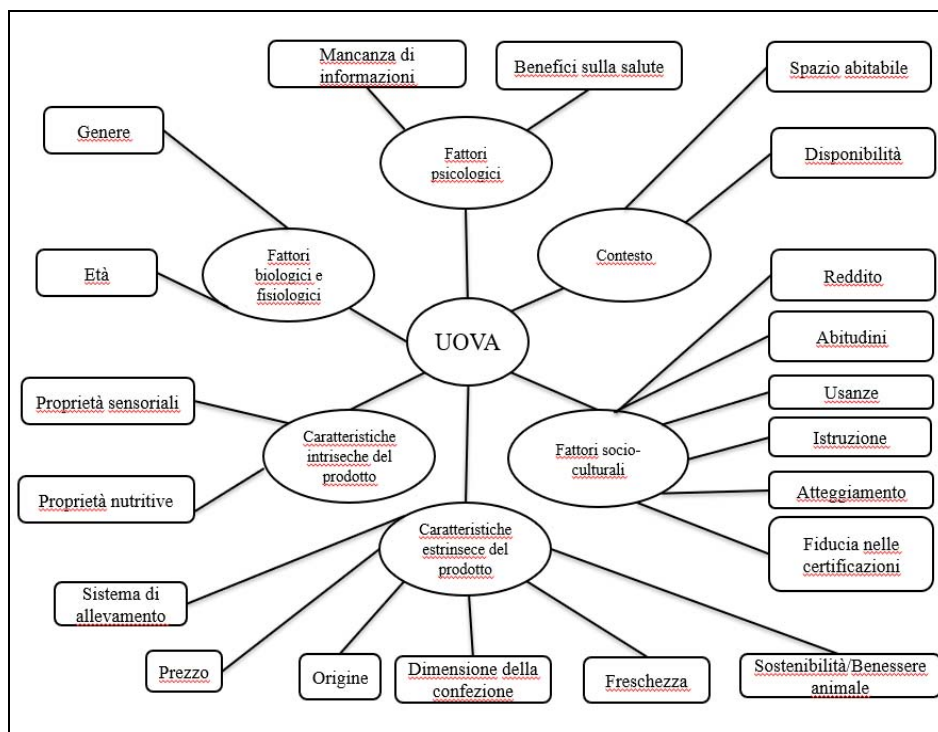 Mancanza di
informazioni
Benefici sulla salute
Spazio abitabile
Genere
Fattori
psicologici
Disponibilità
Età
Fattori
biologici e
fisiologici
Contesto
Reddito
UOVA
Abitudini
Proprietà sensoriali
Usanze
Caratteristiche
intriseche del
prodotto
Fattori socio-
culturali
Istruzione
Proprietà nutritive
Atteggiamento
Caratteristiche
estrinsece del
prodotto
Fiducia nelle
certificazioni
Sistema di
allevamento
Prezzo
Origine
Dimensione della
confezione
Freschezza
Sostenibilità/Benessere
animale